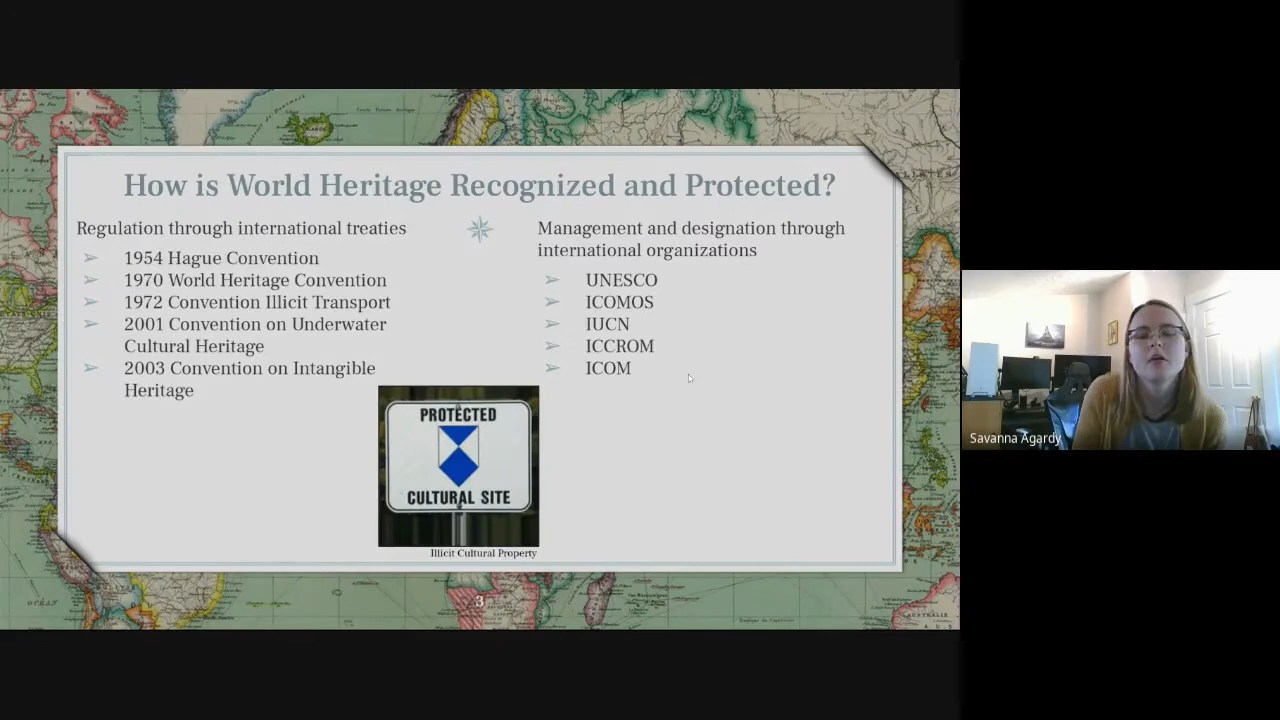 How is World Heritage Recognized and Protected?
Regulation through international treaties
1954 Hague Convention
1970 World Heritage Convention
1972 Convention Illicit Transport
2001 Convention on Underwater
Cultural Heritage
2003 Convention on Intangible
Heritage
Management and designation through
international organizations
UNESCO
ICOMOS
IUCN
ICCROM
ICOM
PROTECTED
CULTURAL SITE
Illicit Cultural Property
3
OCÉAN
Savanna Agardy